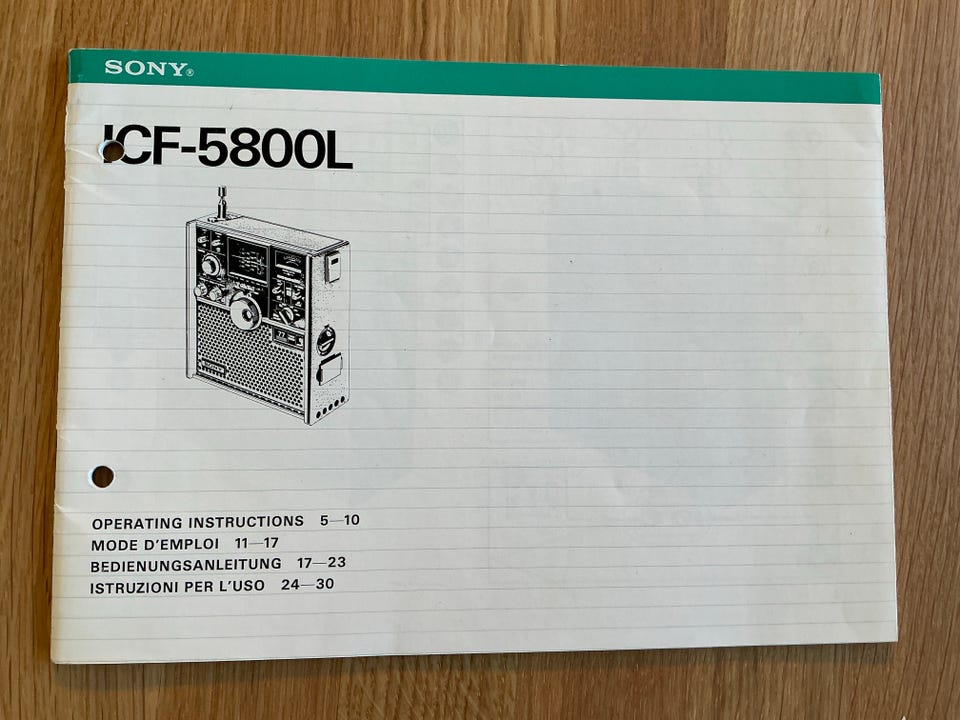 SONY®
ICF-5800L
OPERATING INSTRUCTIONS 5—10
MODE D'EMPLOI 11—17
BEDIENUNGSANLEITUNG 17—23
ISTRUZIONI PER L'USO 24—30